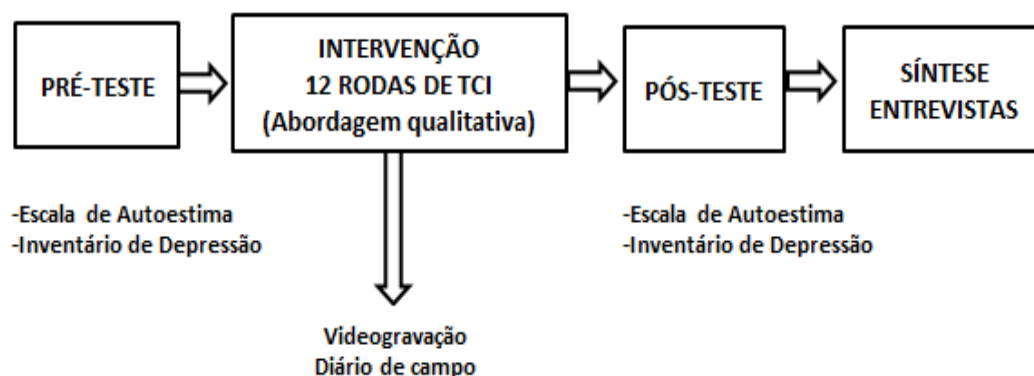 PRÉ-TESTE
INTERVENÇÃO
12 RODAS DE TCI
(Abordagem qualitativa)
PÓS-TESTE
SÍNTESE
ENTREVISTAS
-Escala de Autoestima
-Inventário de Depressão
-Escala de Autoestima
-Inventário de Depressão
Videogravação
Diário de campo